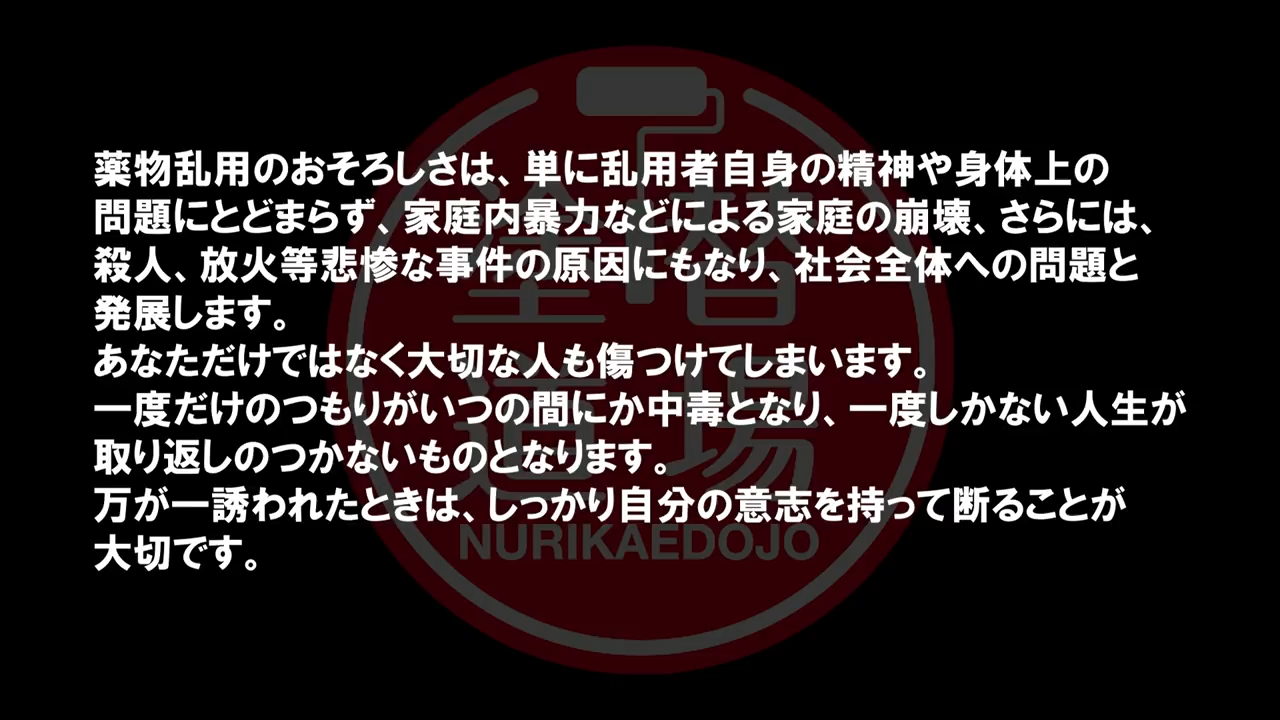 薬物乱用のおそろしさは、単に乱用者自身の精神や身体上の
問題にとどまらず、家庭内暴力などによる家庭の崩壊、さらには、
殺人、放火等悲惨な事件の原因にもなり、社会全体への問題と
発展します。
あなただけではなく大切な人も傷つけてしまいます。
一度だけのつもりがいつの間にか中毒となり、一度しかない人生が
取り返しのつかないものとなります。
万が一誘われたときは、しっかり自分の意志を持って断ることが
大切です。
塗替
道場
NURIKAEDOJO